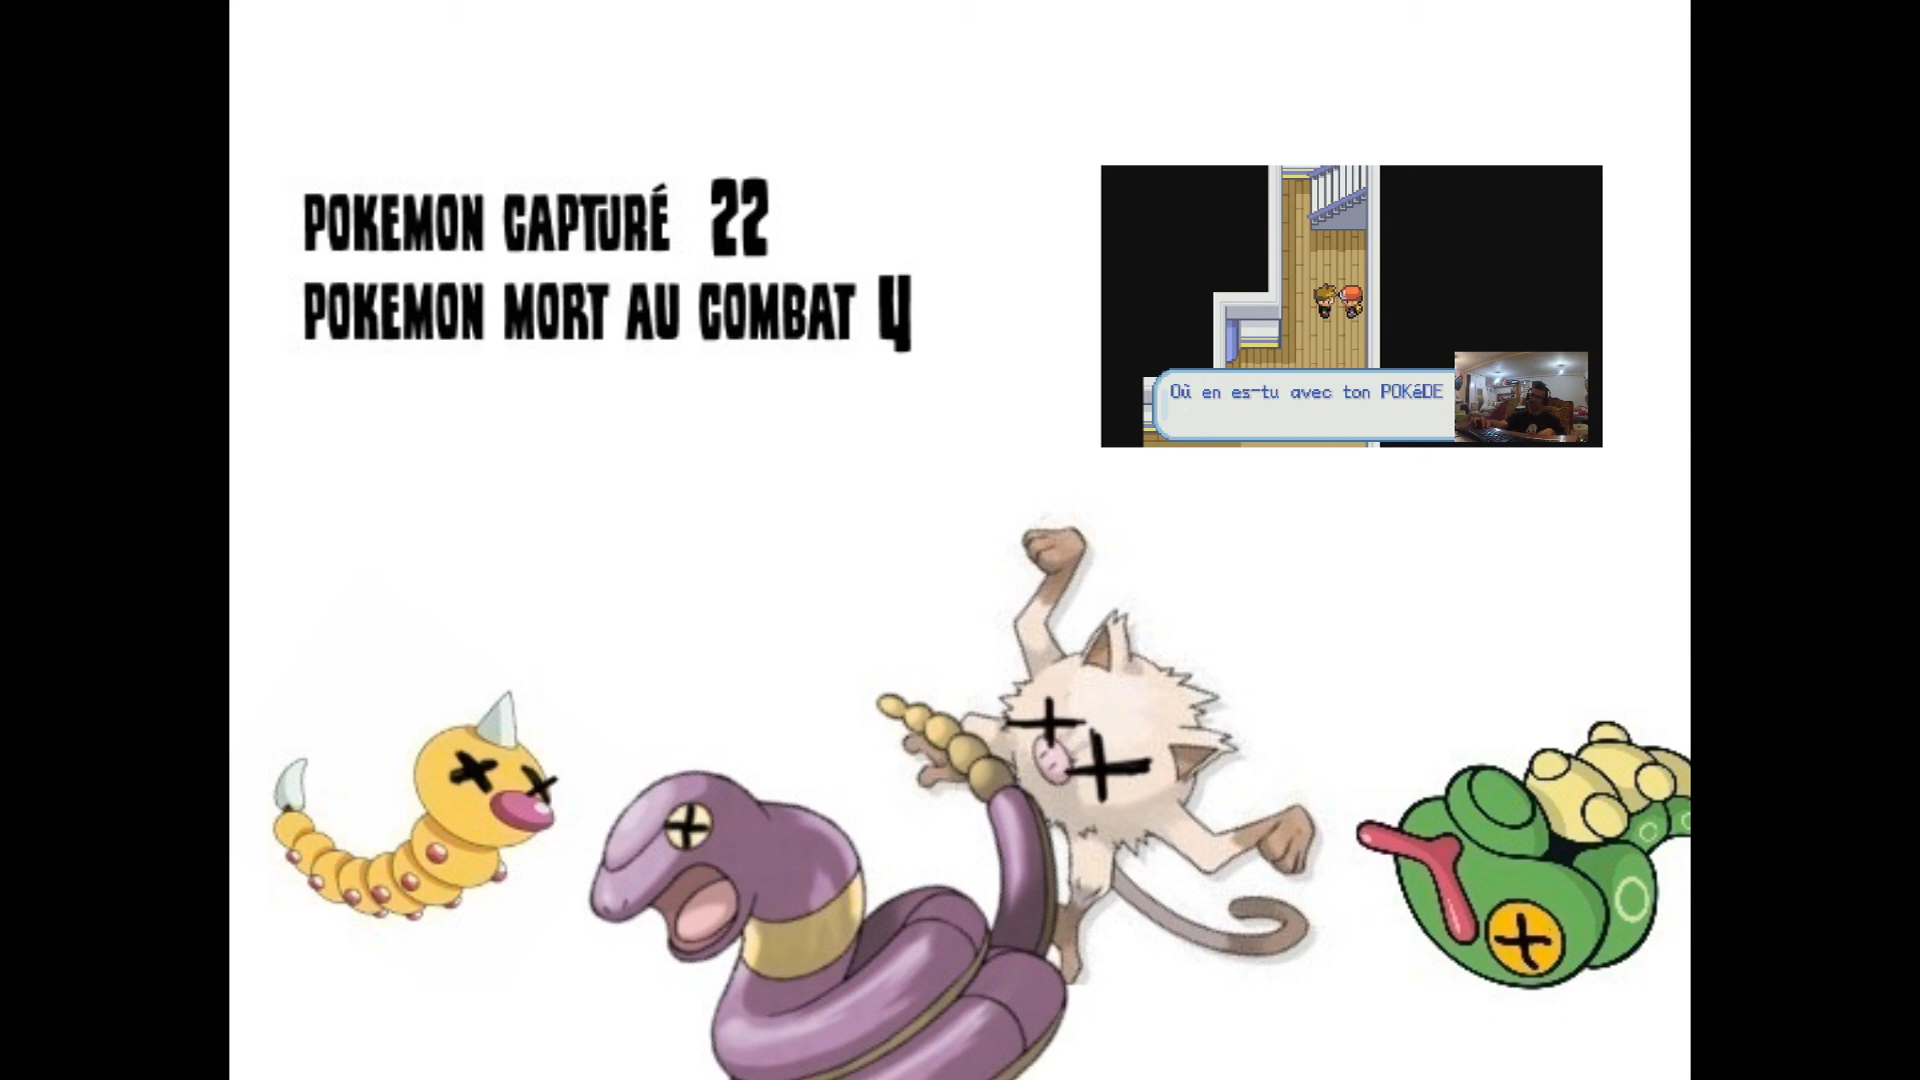 POKEMON CAPTURÉ 22
POKEMON MORT AU COMBAT 4
Où en es-tu avec ton POKéDE